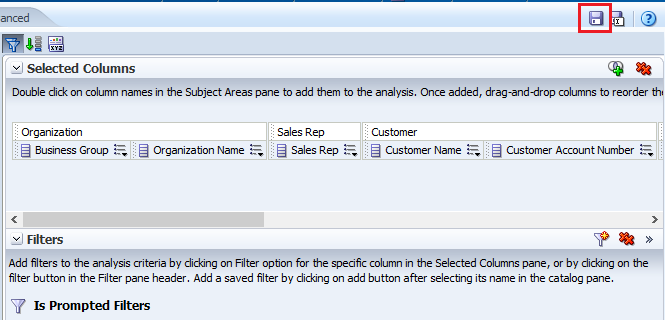 anced
Selected Columns
Double click on column names in the Subject Areas pane to add them to the analysis. Once added, drag-and-drop columns to reorder the
Organization Sales Rep Customer
Business Group Organization Name Sales Rep Customer Name Customer Account Number
Filters
Add filters to the analysis criteria by clicking on Filter option for the specific column in the Selected Columns pane, or by clicking on the
filter button in the Filter pane header. Add a saved filter by clicking on add button after selecting its name in the catalog pane.
Is Prompted Filters